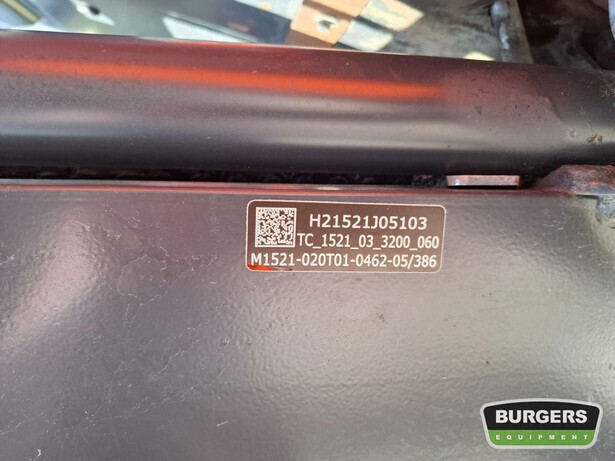 H21521J05103
TC_1521_03_3200_060
M1521-020T01-0462-05/386
BURGERS
EQUIPMENT